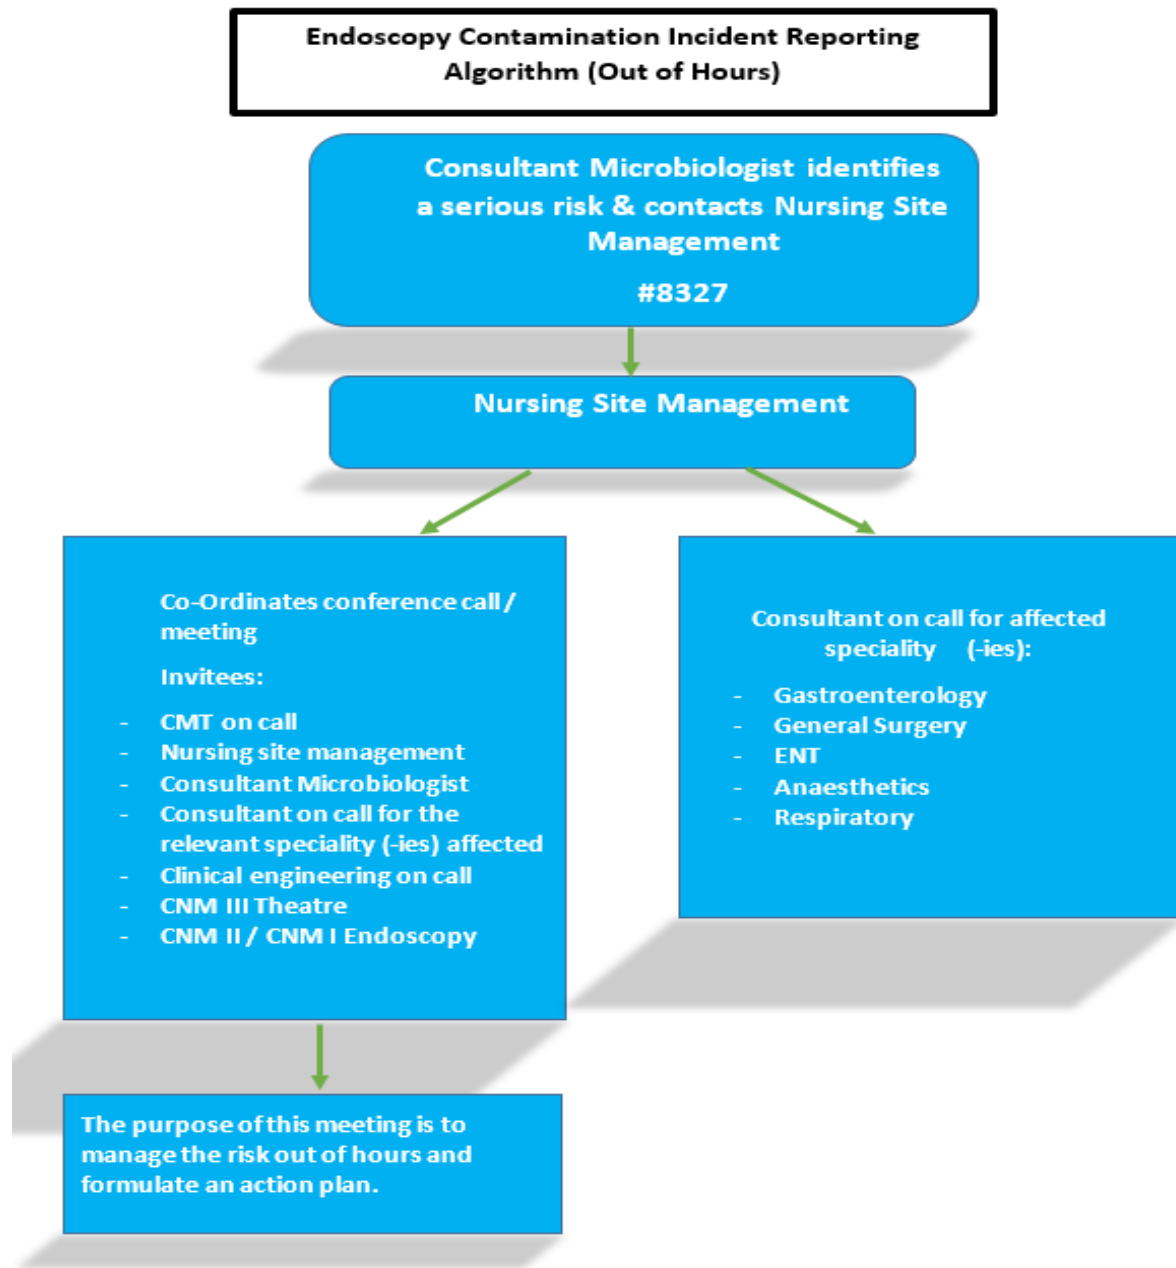 Endoscopy Contamination Incident Reporting
Algorithm (Out of Hours)
Consultant Microbiologist identifies
a serious risk & contacts Nursing Site
Management
#8327
Nursing Site Management
Co-Ordinates conference call /
meeting
Invitees:
- CMT on call
- Nursing site management
- Consultant Microbiologist
- Consultant on call for the
relevant speciality (-ies) affected
- Clinical engineering on call
- CNM III Theatre
- CNM II / CNM I Endoscopy
Consultant on call for affected
speciality (-ies):
- Gastroenterology
- General Surgery
- ENT
- Anaesthetics
- Respiratory
The purpose of this meeting is to
manage the risk out of hours and
formulate an action plan.